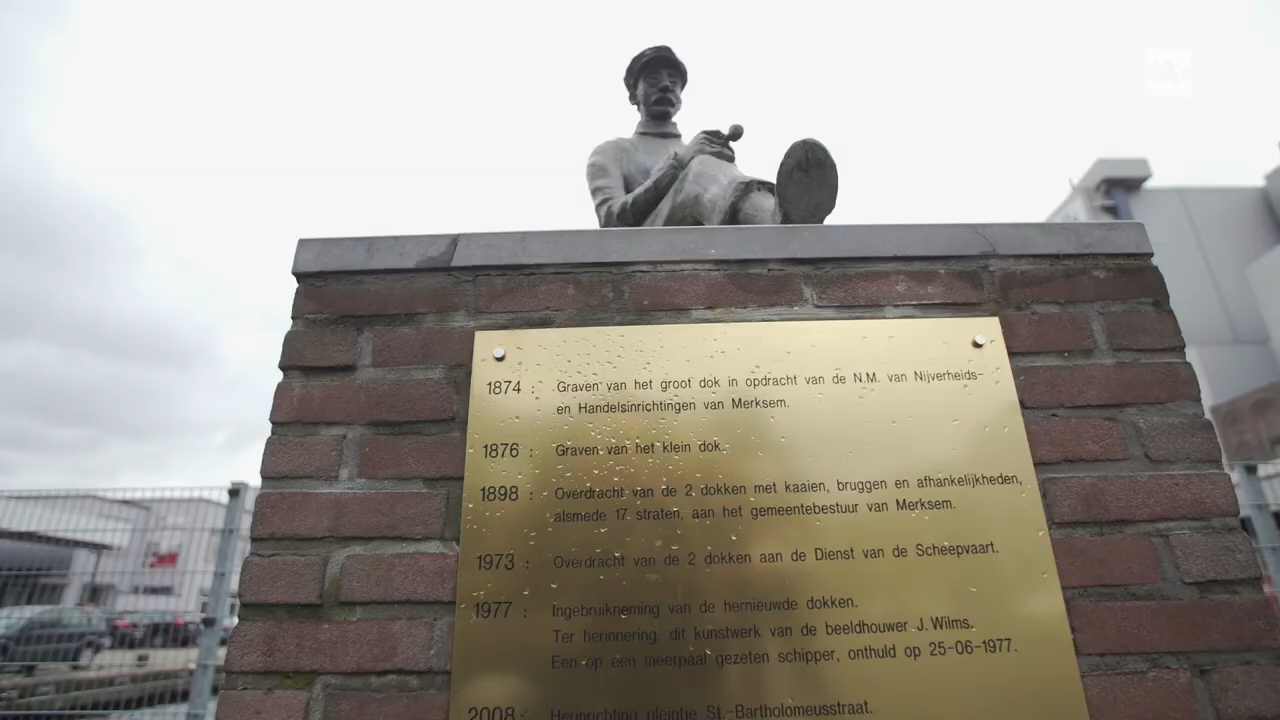 1874 : Graven van het groot dok in opdracht van de N.M. van Nijverheids-
en Handelsinrichtingen van Merksem.
1876 : Graven van het klein dok.
1898 : Overdracht van de 2 dokken met kaaien, bruggen en afhankelijkheden,
alsmede 17 straten, aan het gemeentebestuur van Merksem.
1973 : Overdracht van de 2 dokken aan de Dienst van de Scheepvaart.
1977 : Ingebruikneming van de hernieuwde dokken.
Ter herinnering: dit kunstwerk van de beeldhouwer J. Wilms.
Een op een meerpaal gezeten schipper, onthuld op 25-06-1977.
2008: Herinrichting pleintje St.-Bartholomeusstraat.